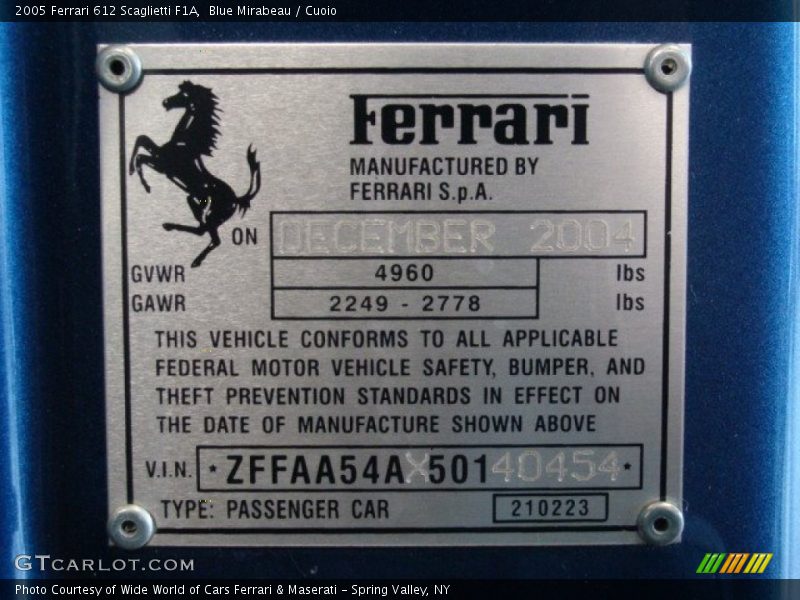 2005 Ferrari 612 Scaglietti F1A, Blue Mirabeau / Cuoio
Ferrari
MANUFACTURED BY
FERRARI S.p.A.
ON DECEMBER 2004
GVWR 4960 lbs
GAWR 2249 - 2778 lbs
THIS VEHICLE CONFORMS TO ALL APPLICABLE
FEDERAL MOTOR VEHICLE SAFETY, BUMPER, AND
THEFT PREVENTION STANDARDS IN EFFECT ON
THE DATE OF MANUFACTURE SHOWN ABOVE
V.I.N. * ZFFAA54AX50140454 *
TYPE: PASSENGER CAR 210223
GTCARLOT.COM
Photo Courtesy of Wide World of Cars Ferrari & Maserati - Spring Valley, NY